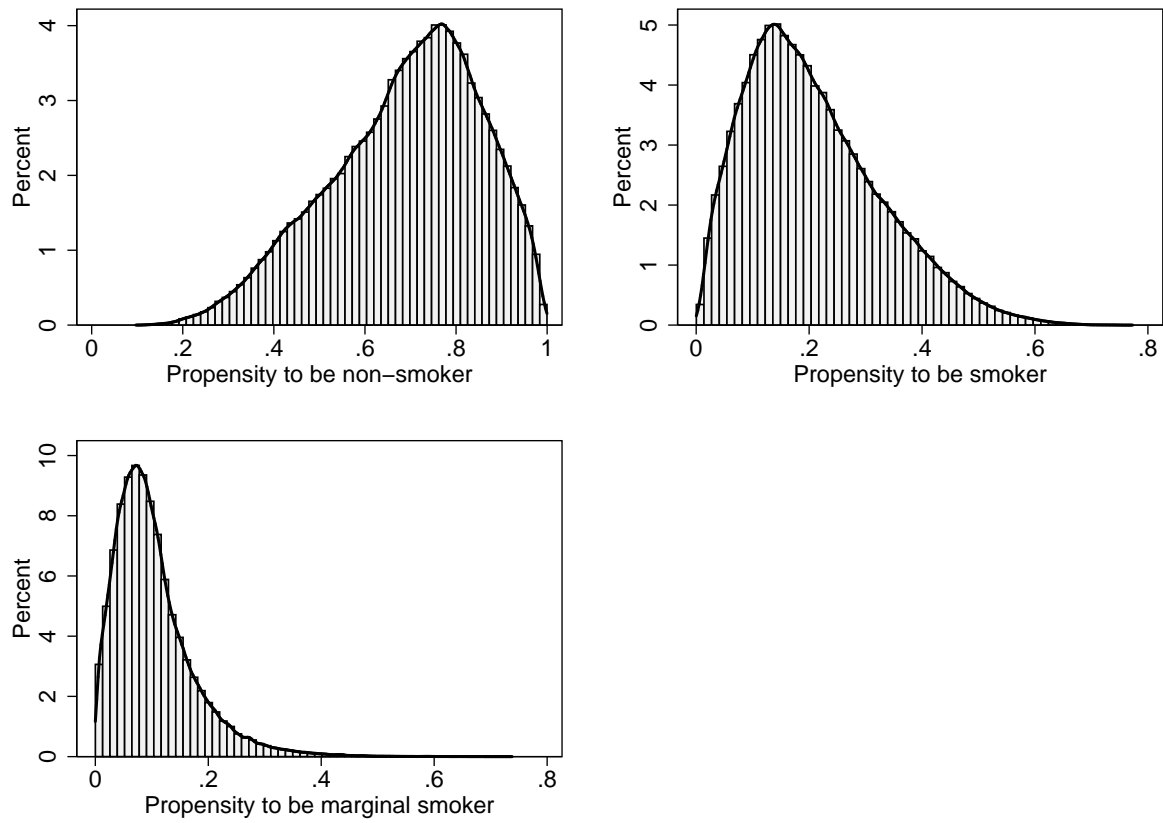 Percent
4
3
2
1
0
0 .2 .4 .6 .8 1
Propensity to be non−smoker
Percent
5
4
3
2
1
0
0 .2 .4 .6 .8
Propensity to be smoker
Percent
10
8
6
4
2
0
0 .2 .4 .6 .8
Propensity to be marginal smoker